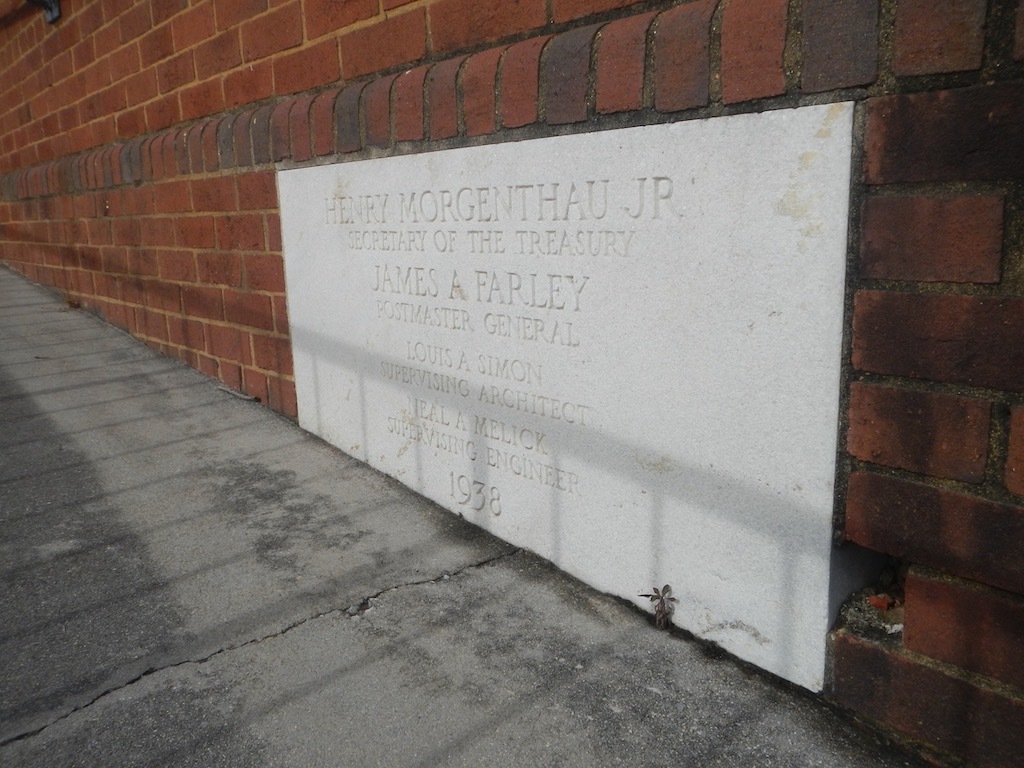 HENRY MORGENTHAU JR
SECRETARY OF THE TREASURY
JAMES A FARLEY
POSTMASTER GENERAL
LOUIS A SIMON
SUPERVISING ARCHITECT
NEAL A MELICK
SUPERVISING ENGINEER
1938